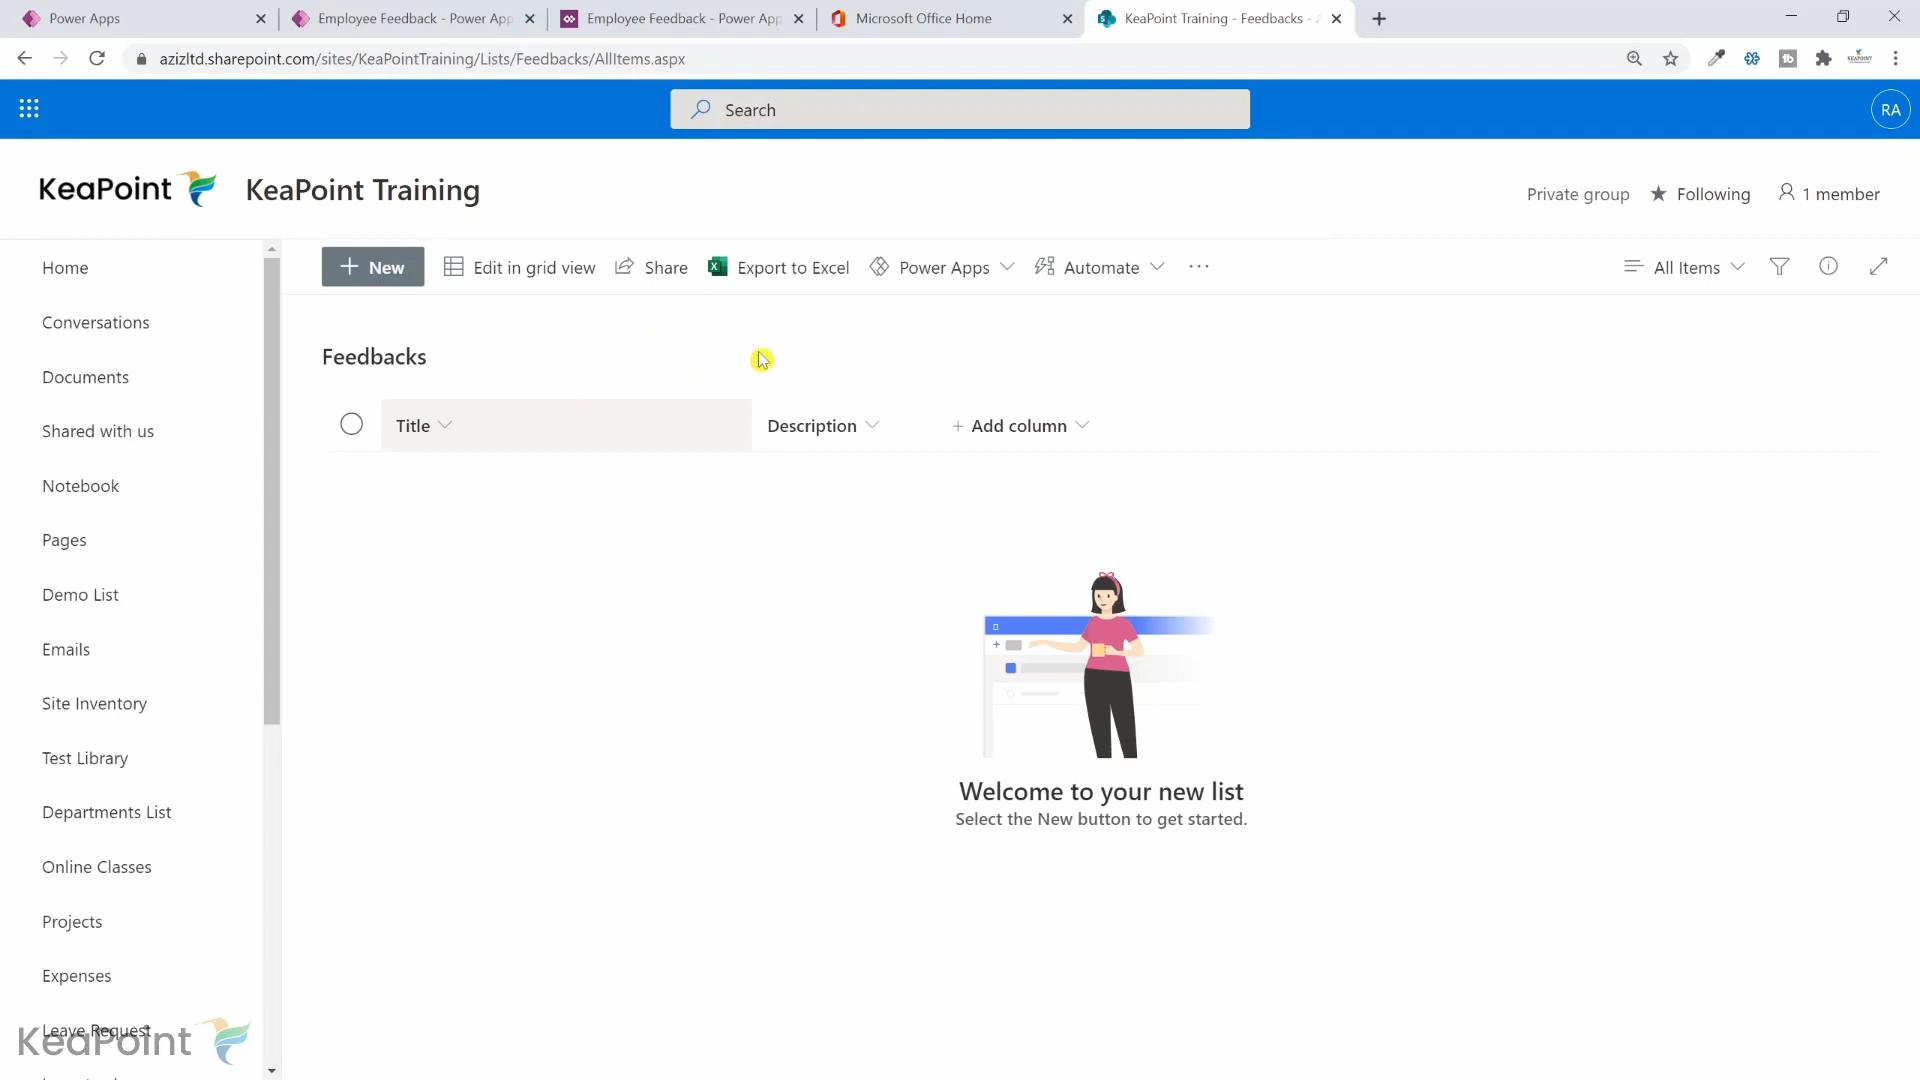 Power Apps
Employee Feedback - Power App
Employee Feedback - Power App
Microsoft Office Home
KeaPoint Training - Feedbacks -
azizltd.sharepoint.com/sites/KeaPointTraining/Lists/Feedbacks/AllItems.aspx
Search
RA
KeaPoint
KeaPoint Training
Private group
Following
1 member
New
Edit in grid view
Share
Export to Excel
Power Apps
Automate
All Items
Home
Conversations
Documents
Shared with us
Notebook
Pages
Demo List
Emails
Site Inventory
Test Library
Departments List
Online Classes
Projects
Expenses
Leave Request
Feedbacks
Title
Description
+ Add column
Welcome to your new list
Select the New button to get started.
KeaPoint